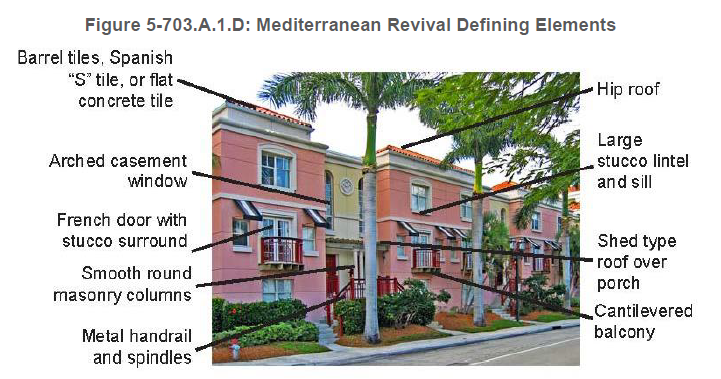 Figure 5-703.A.1.D: Mediterranean Revival Defining Elements
Barrel tiles, Spanish
“S” tile, or flat
concrete tile
Arched casement
window
French door with
stucco surround
Smooth round
masonry columns
Metal handrail
and spindles
Hip roof
Large
stucco lintel
and sill
Shed type
roof over
porch
Cantilevered
balcony